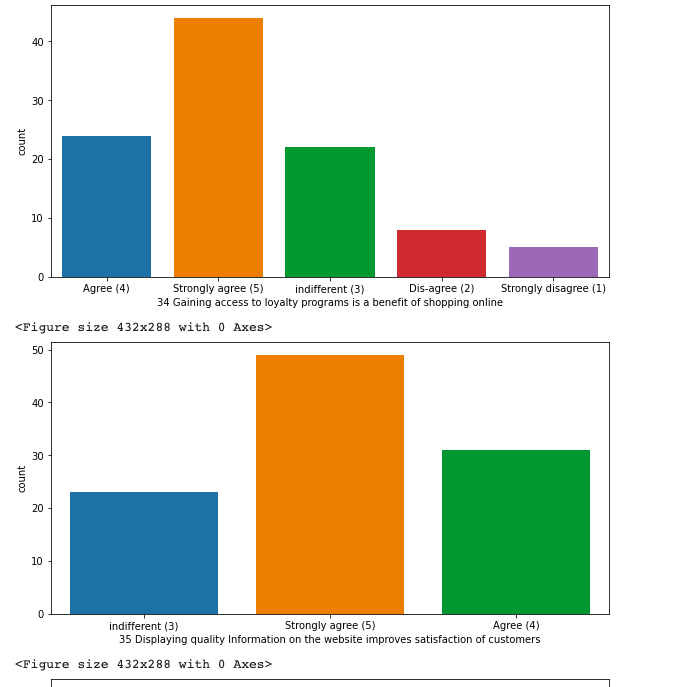 40
30
20
10
0
count
Agree (4) Strongly agree (5) indifferent (3) Dis-agree (2) Strongly disagree (1)
34 Gaining access to loyalty programs is a benefit of shopping online
<Figure size 432x288 with 0 Axes>
50
40
30
20
10
0
count
indifferent (3) Strongly agree (5) Agree (4)
35 Displaying quality Information on the website improves satisfaction of customers
<Figure size 432x288 with 0 Axes>